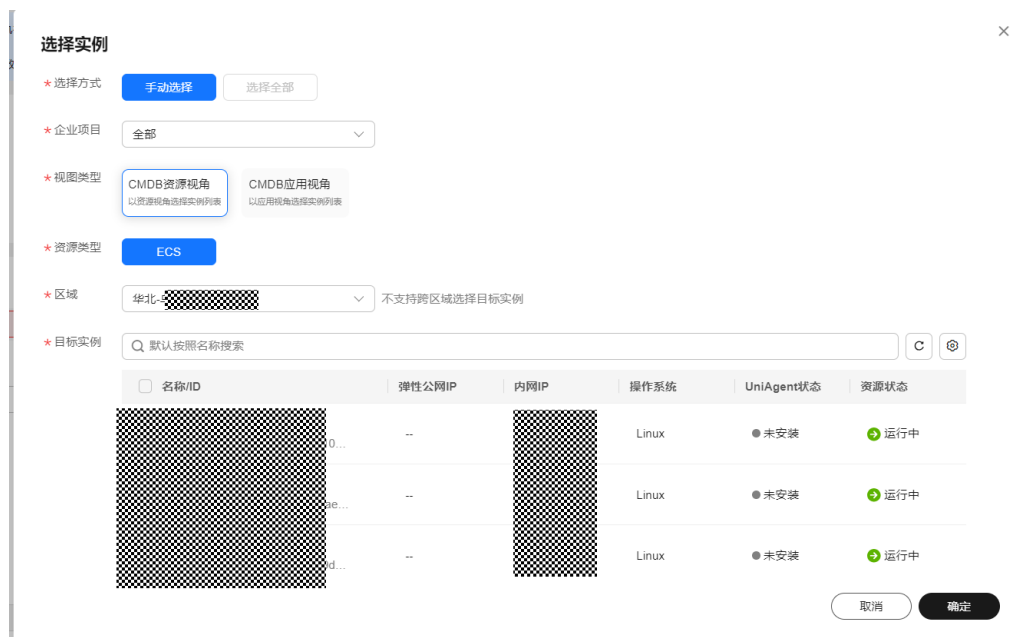 选择实例
选择方式 手动选择 选择全部
企业项目 全部
视图类型 CMDB资源视角 CMDB应用视角
以资源视角选择实例列表 以应用视角选择实例列表
资源类型 ECS
区域 华北- 不支持跨区域选择目标实例
目标实例 默认按照名称搜索
名称/ID 弹性公网IP 内网IP 操作系统 UniAgent状态 资源状态
-- Linux 未安装 运行中
0...
-- Linux 未安装 运行中
ae...
-- Linux 未安装 运行中
d...
取消 确定